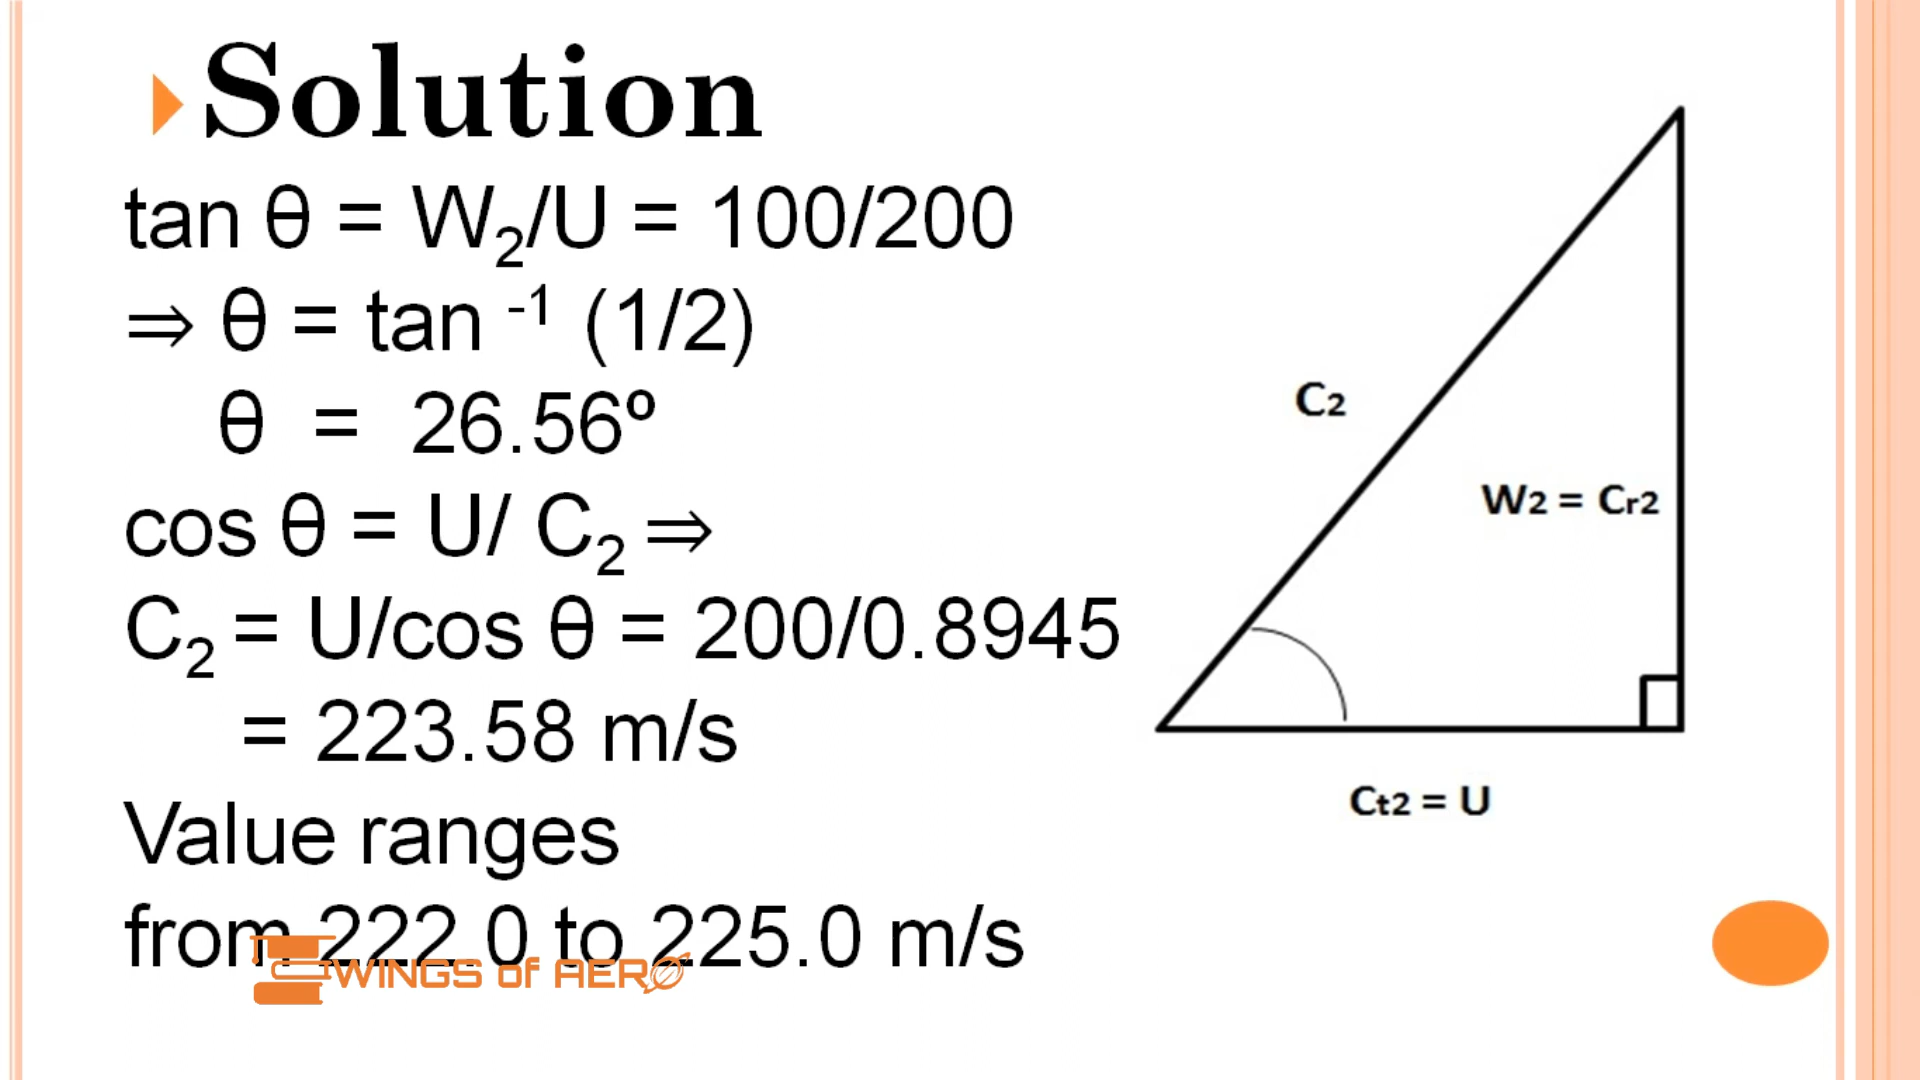 Solution
tan θ = W₂/U = 100/200
⇒ θ = tan ⁻¹ (1/2)
θ = 26.56º
cos θ = U/ C₂ ⇒
C₂ = U/cos θ = 200/0.8945
= 223.58 m/s
Value ranges
from 222.0 to 225.0 m/s
WINGS of AERO
C2
W2 = Cr2
Ct2 = U